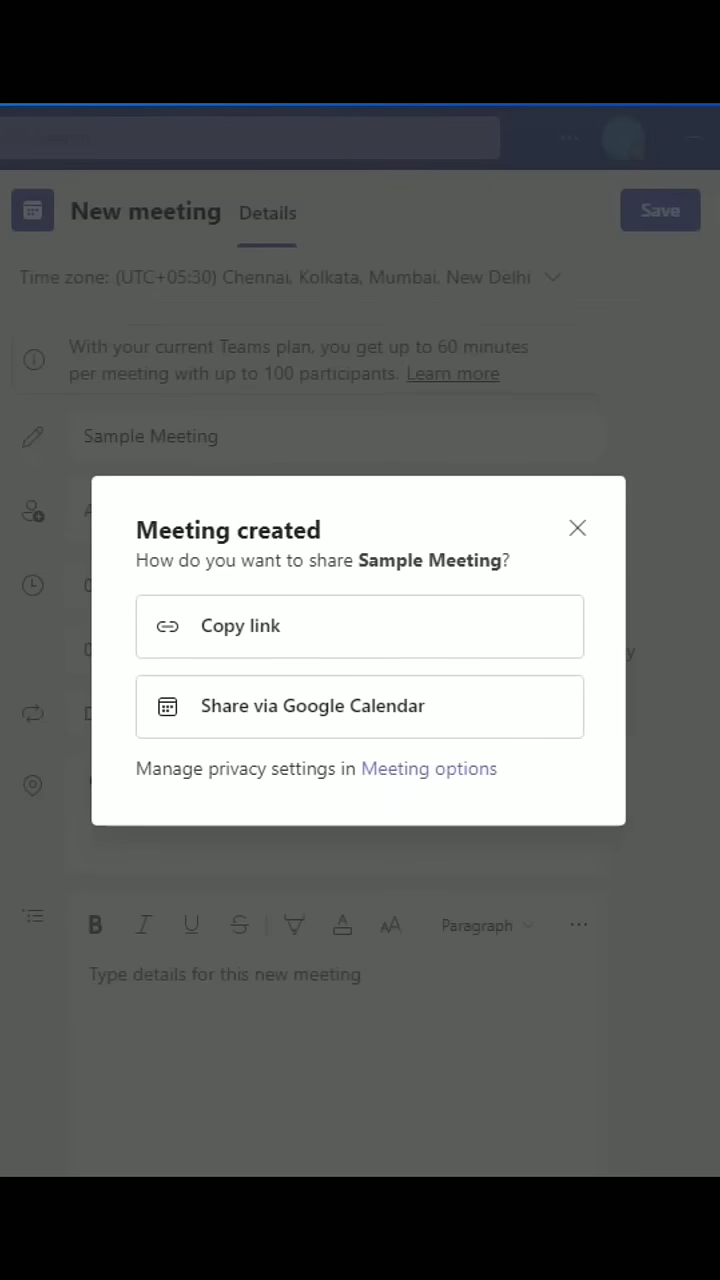 New meeting
Details
Save
Time zone: (UTC+05:30) Chennai, Kolkata, Mumbai, New Delhi
With your current Teams plan, you get up to 60 minutes
per meeting with up to 100 participants. Learn more
Sample Meeting
Meeting created
How do you want to share Sample Meeting?
Copy link
Share via Google Calendar
Manage privacy settings in Meeting options
B I U S A AA Paragraph ...
Type details for this new meeting